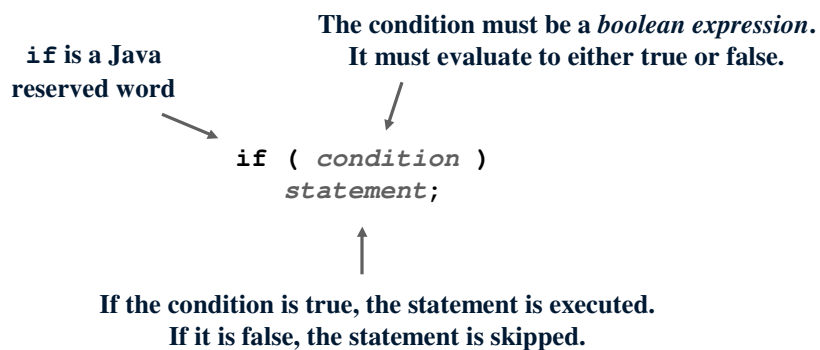 The condition must be a boolean expression.
It must evaluate to either true or false.
if is a Java
reserved word
if ( condition )
statement;
If the condition is true, the statement is executed.
If it is false, the statement is skipped.